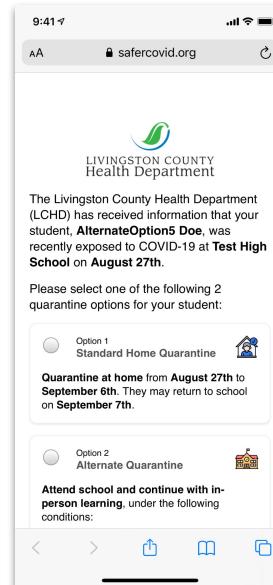 9:41
AA safercovid.org
LIVINGSTON COUNTY
Health Department
The Livingston County Health Department
(LCHD) has received information that your
student, AlternateOption5 Doe, was
recently exposed to COVID-19 at Test High
School on August 27th.
Please select one of the following 2
quarantine options for your student:
Option 1
Standard Home Quarantine
Quarantine at home from August 27th to
September 6th. They may return to school
on September 7th.
Option 2
Alternate Quarantine
Attend school and continue with in-
person learning, under the following
conditions: